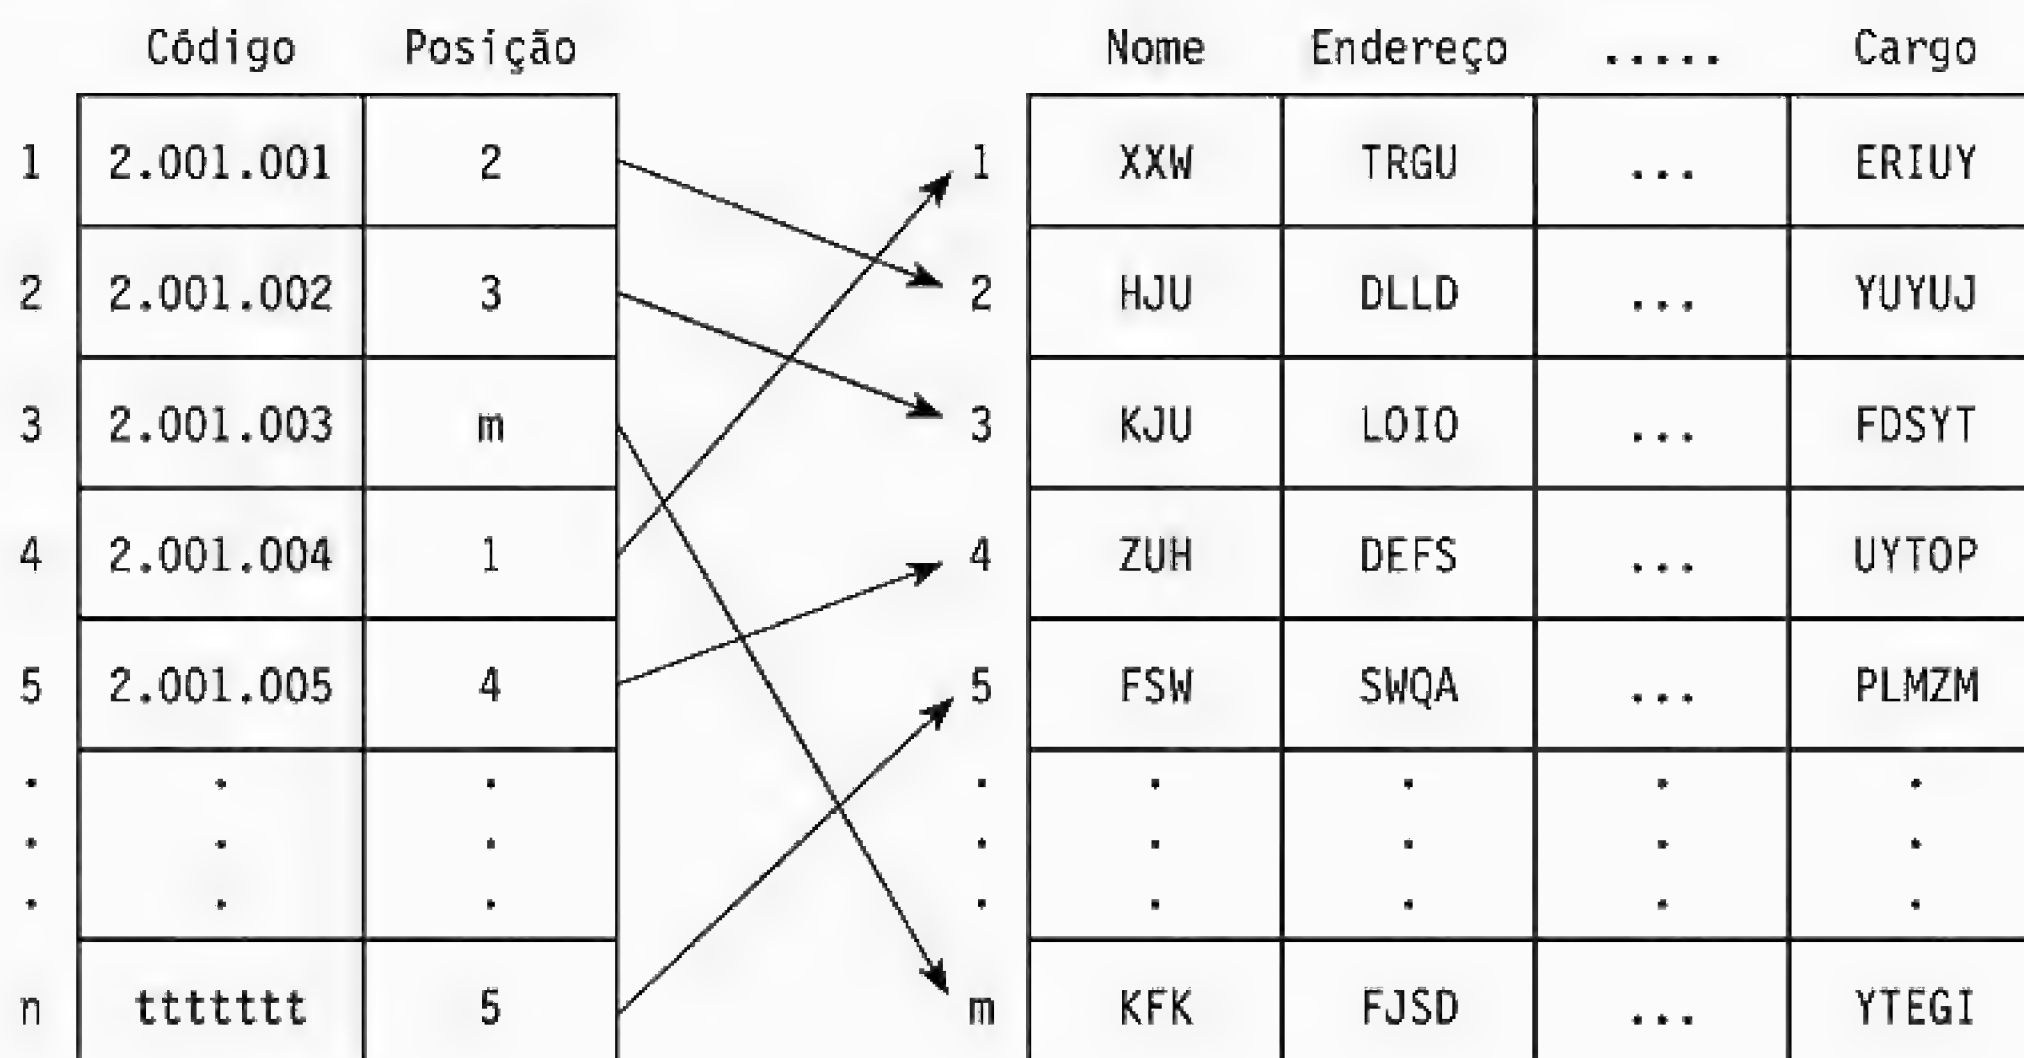 Código Posição Nome Endereço ..... Cargo
1 2.001.001 2 1 XXW TRGU ... ERIUY
2 2.001.002 3 2 HJU DLLD ... YUYUJ
3 2.001.003 m 3 KJU LOIO ... FDSYT
4 2.001.004 1 4 ZUH DEFS ... UYTOP
5 2.001.005 4 5 FSW SWQA ... PLMZM
. . . . . . . .
. . . . . . . .
. . . . . . . .
n ttttttt 5 m KFK FJSD ... YTEGI